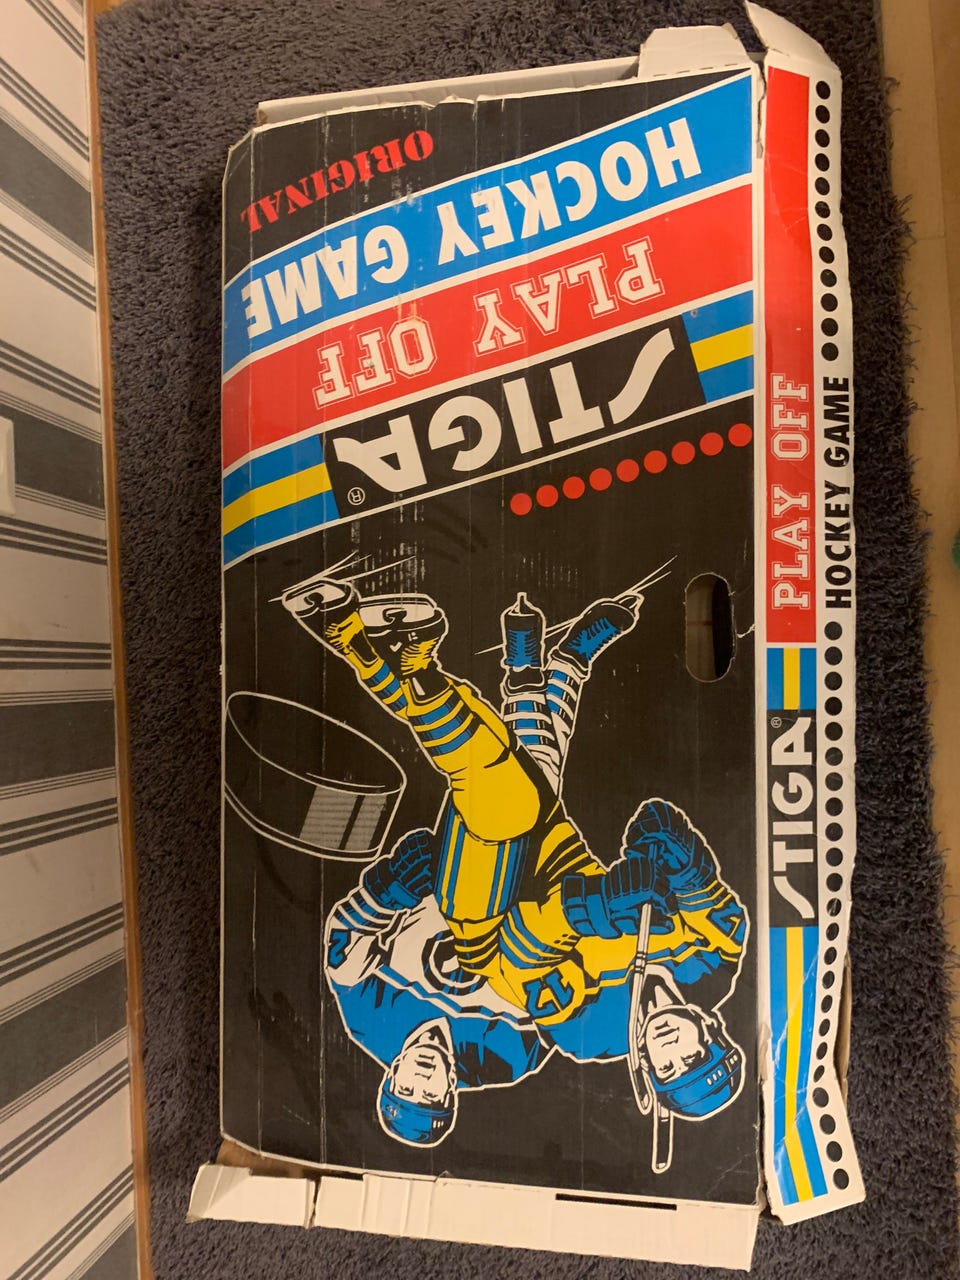 STIGA®
PLAY OFF
HOCKEY GAME
ORIGINAL
STIGA® PLAY OFF
HOCKEY GAME